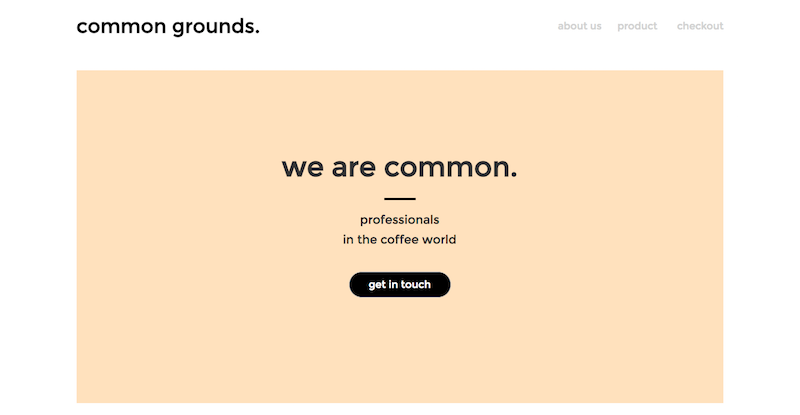 common grounds.
about us product checkout
we are common.
professionals
in the coffee world
get in touch